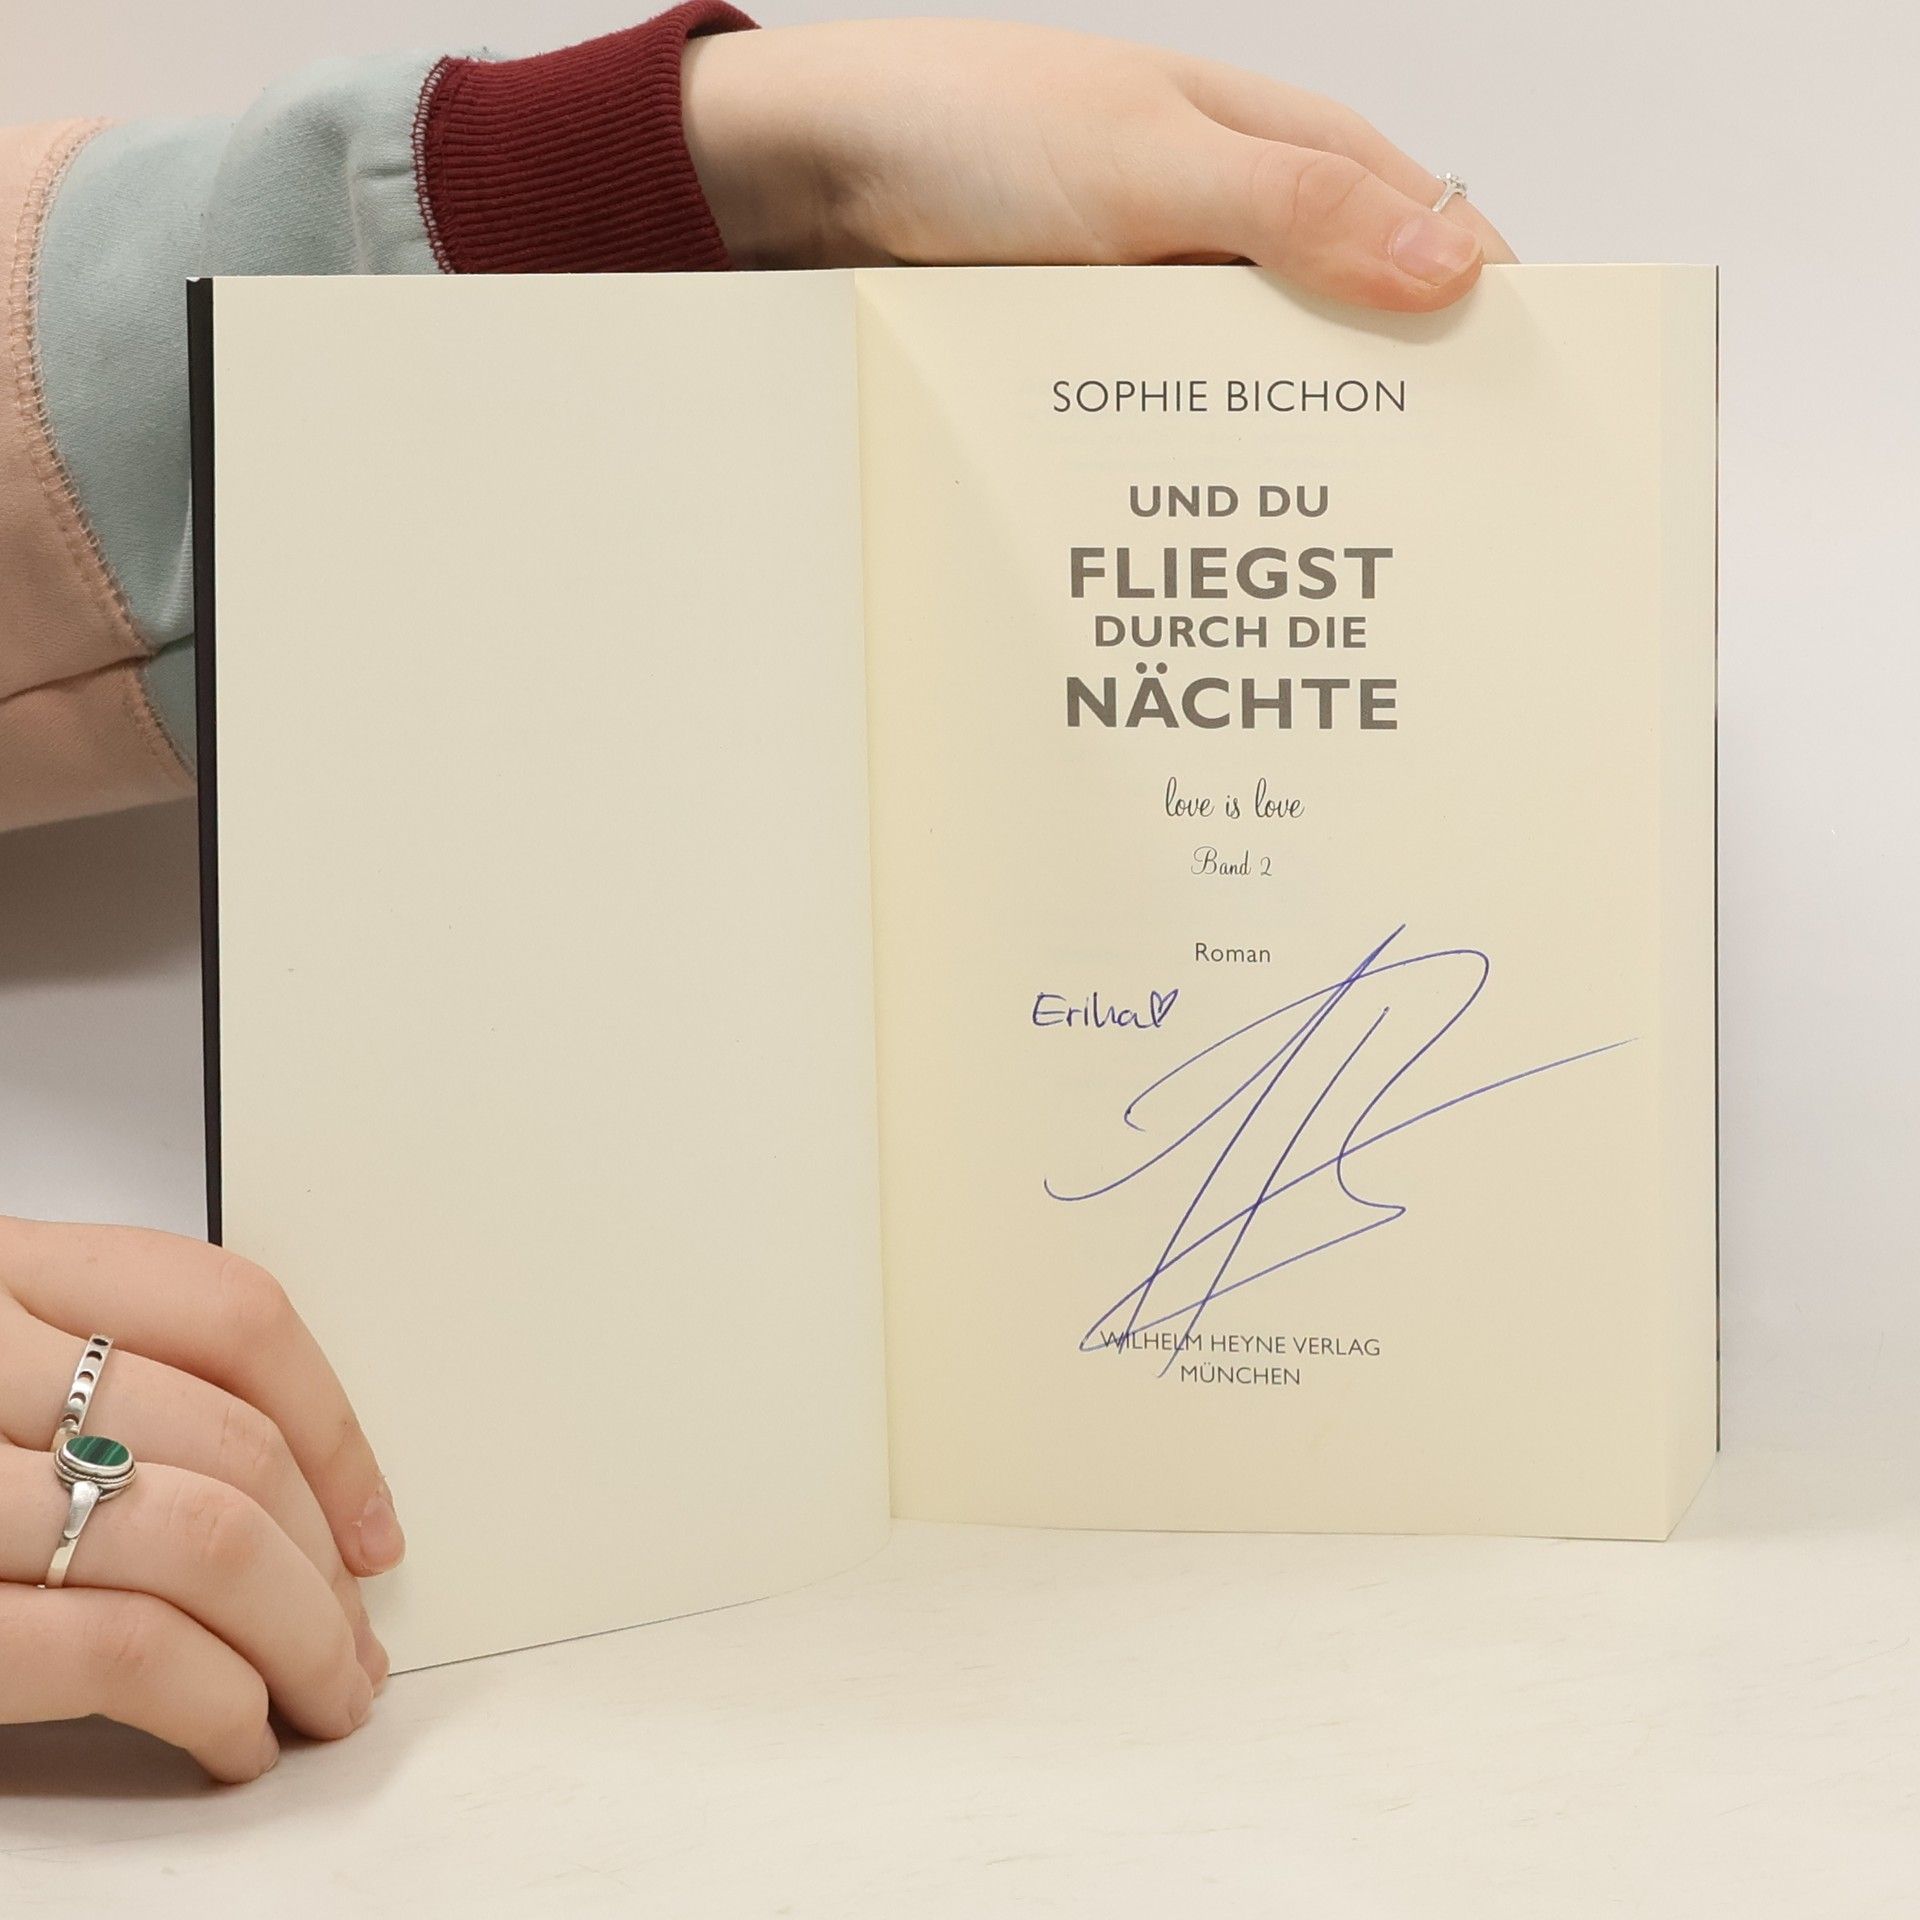 SOPHIE BICHON
UND DU
FLIEGST
DURCH DIE
NÄCHTE
love is love
Band 2
Roman
Erika♡
WILHELM HEYNE VERLAG
MÜNCHEN